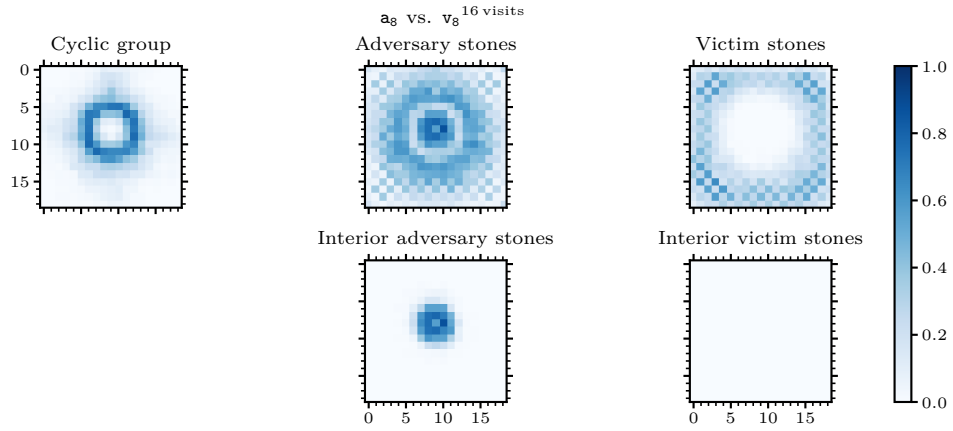 a₈ vs. v₈¹⁶ ᵛⁱˢⁱᵗˢ
Cyclic group
Adversary stones
Victim stones
0
5
10
15
1.0
0.8
0.6
0.4
0.2
0.0
Interior adversary stones
Interior victim stones
0 5 10 15
0 5 10 15